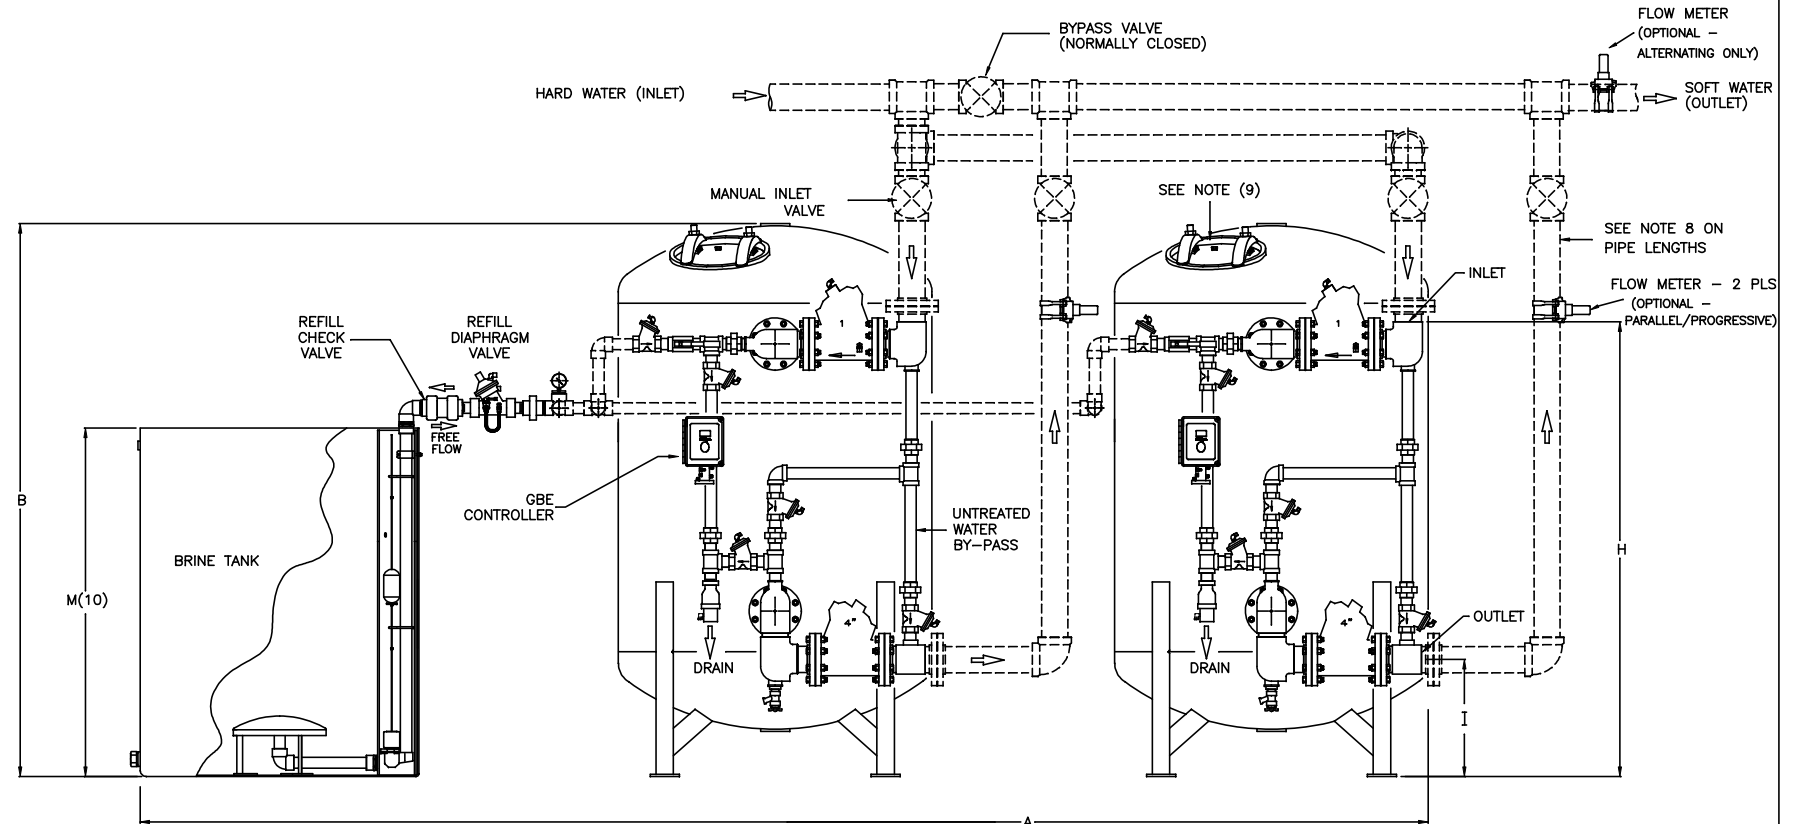 FLOW METER
(OPTIONAL –
ALTERNATING ONLY)
BYPASS VALVE
(NORMALLY CLOSED)
HARD WATER (INLET)
SOFT WATER
(OUTLET)
MANUAL INLET
VALVE
SEE NOTE (9)
SEE NOTE 8 ON
PIPE LENGTHS
INLET
FLOW METER – 2 PLS
(OPTIONAL –
PARALLEL/PROGRESSIVE)
REFILL
CHECK
VALVE
REFILL
DIAPHRAGM
VALVE
1
1
FREE
FLOW
B
GBE
CONTROLLER
UNTREATED
WATER
BY–PASS
BRINE TANK
H
M(10)
4"
4"
OUTLET
DRAIN
DRAIN
I
A